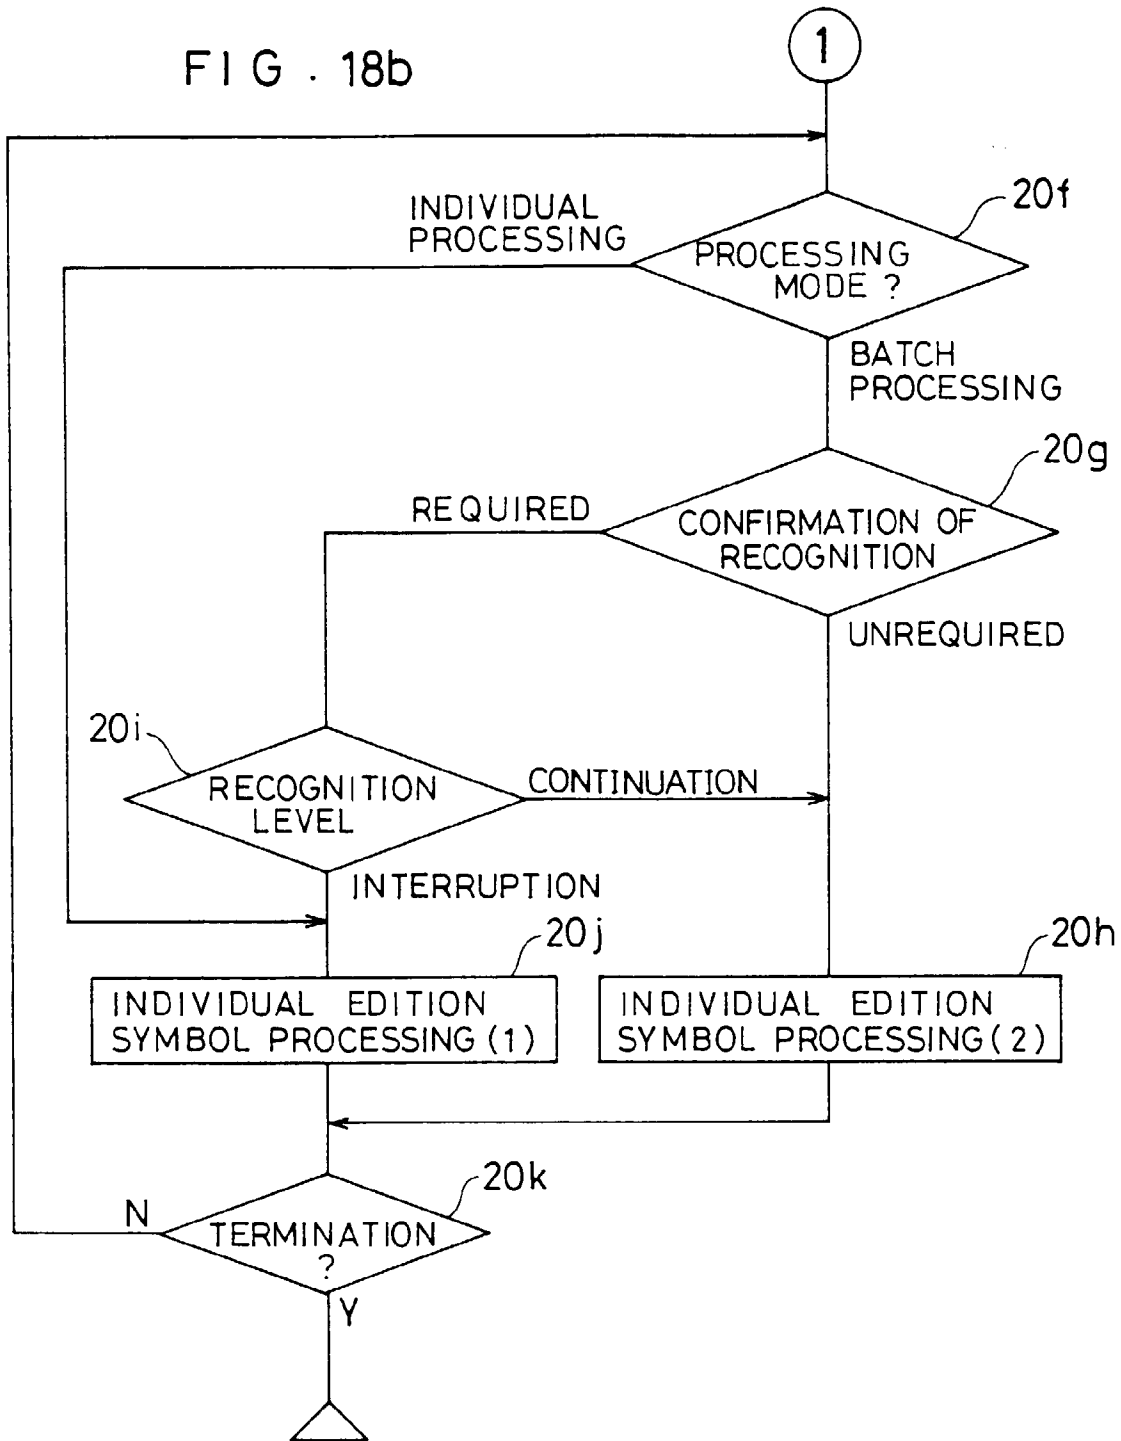 FIG. 18b
1
20f
INDIVIDUAL
PROCESSING
PROCESSING
MODE ?
BATCH
PROCESSING
20g
REQUIRED
CONFIRMATION OF
RECOGNITION
UNREQUIRED
20i
RECOGNITION
LEVEL
CONTINUATION
INTERRUPTION
20j
20h
INDIVIDUAL EDITION
SYMBOL PROCESSING (1)
INDIVIDUAL EDITION
SYMBOL PROCESSING (2)
20k
N
TERMINATION
?
Y